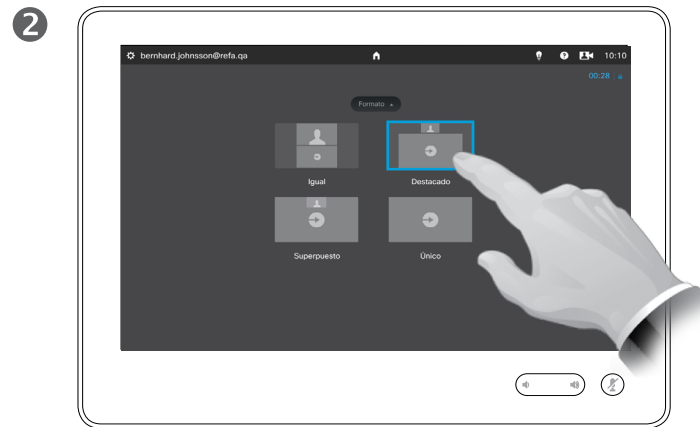 2
bernhard.johnsson@refa.qa 10:10
00:28
Formato
Igual Destacado
Superpuesto Único